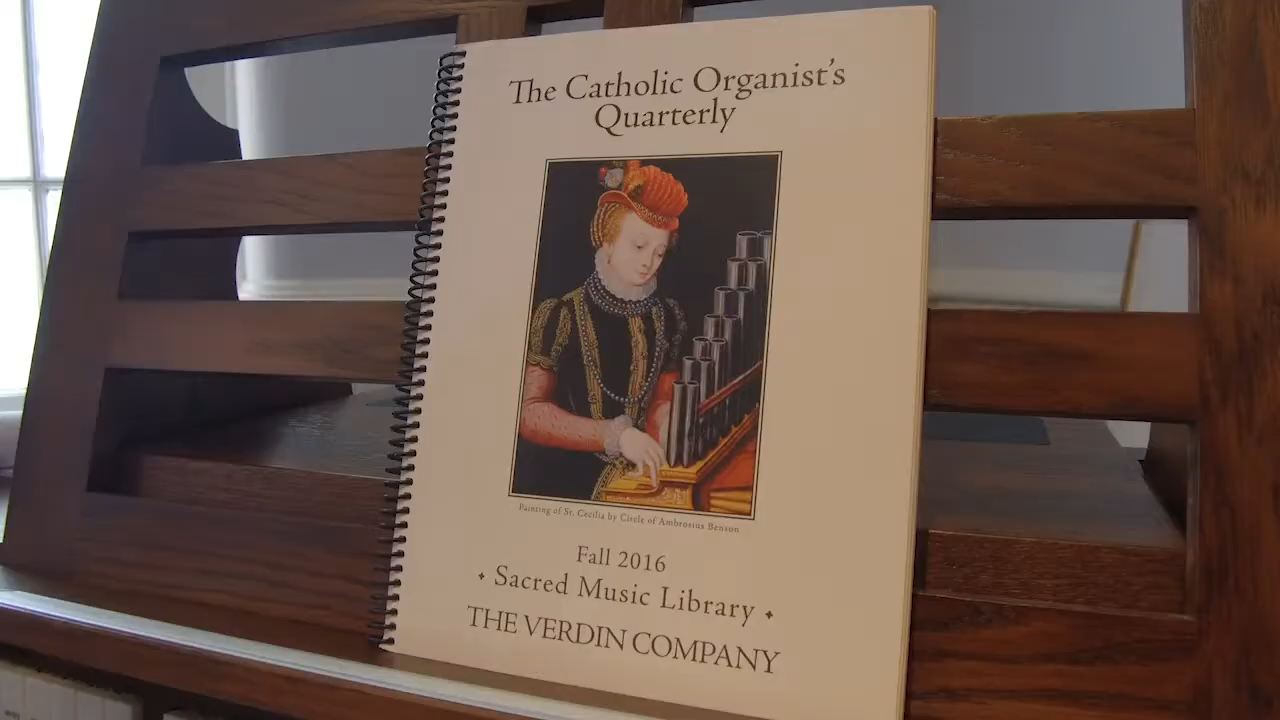 The Catholic Organist's
Quarterly
Painting of St. Cecilia by Circle of Ambrosius Benson
Fall 2016
Sacred Music Library
THE VERDIN COMPANY